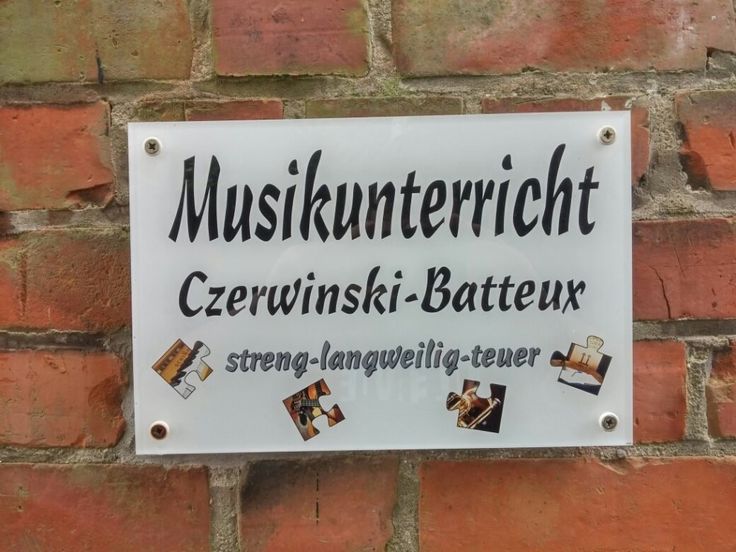 Musikunterricht
Czerwinski-Batteux
streng-langweilig-teuer